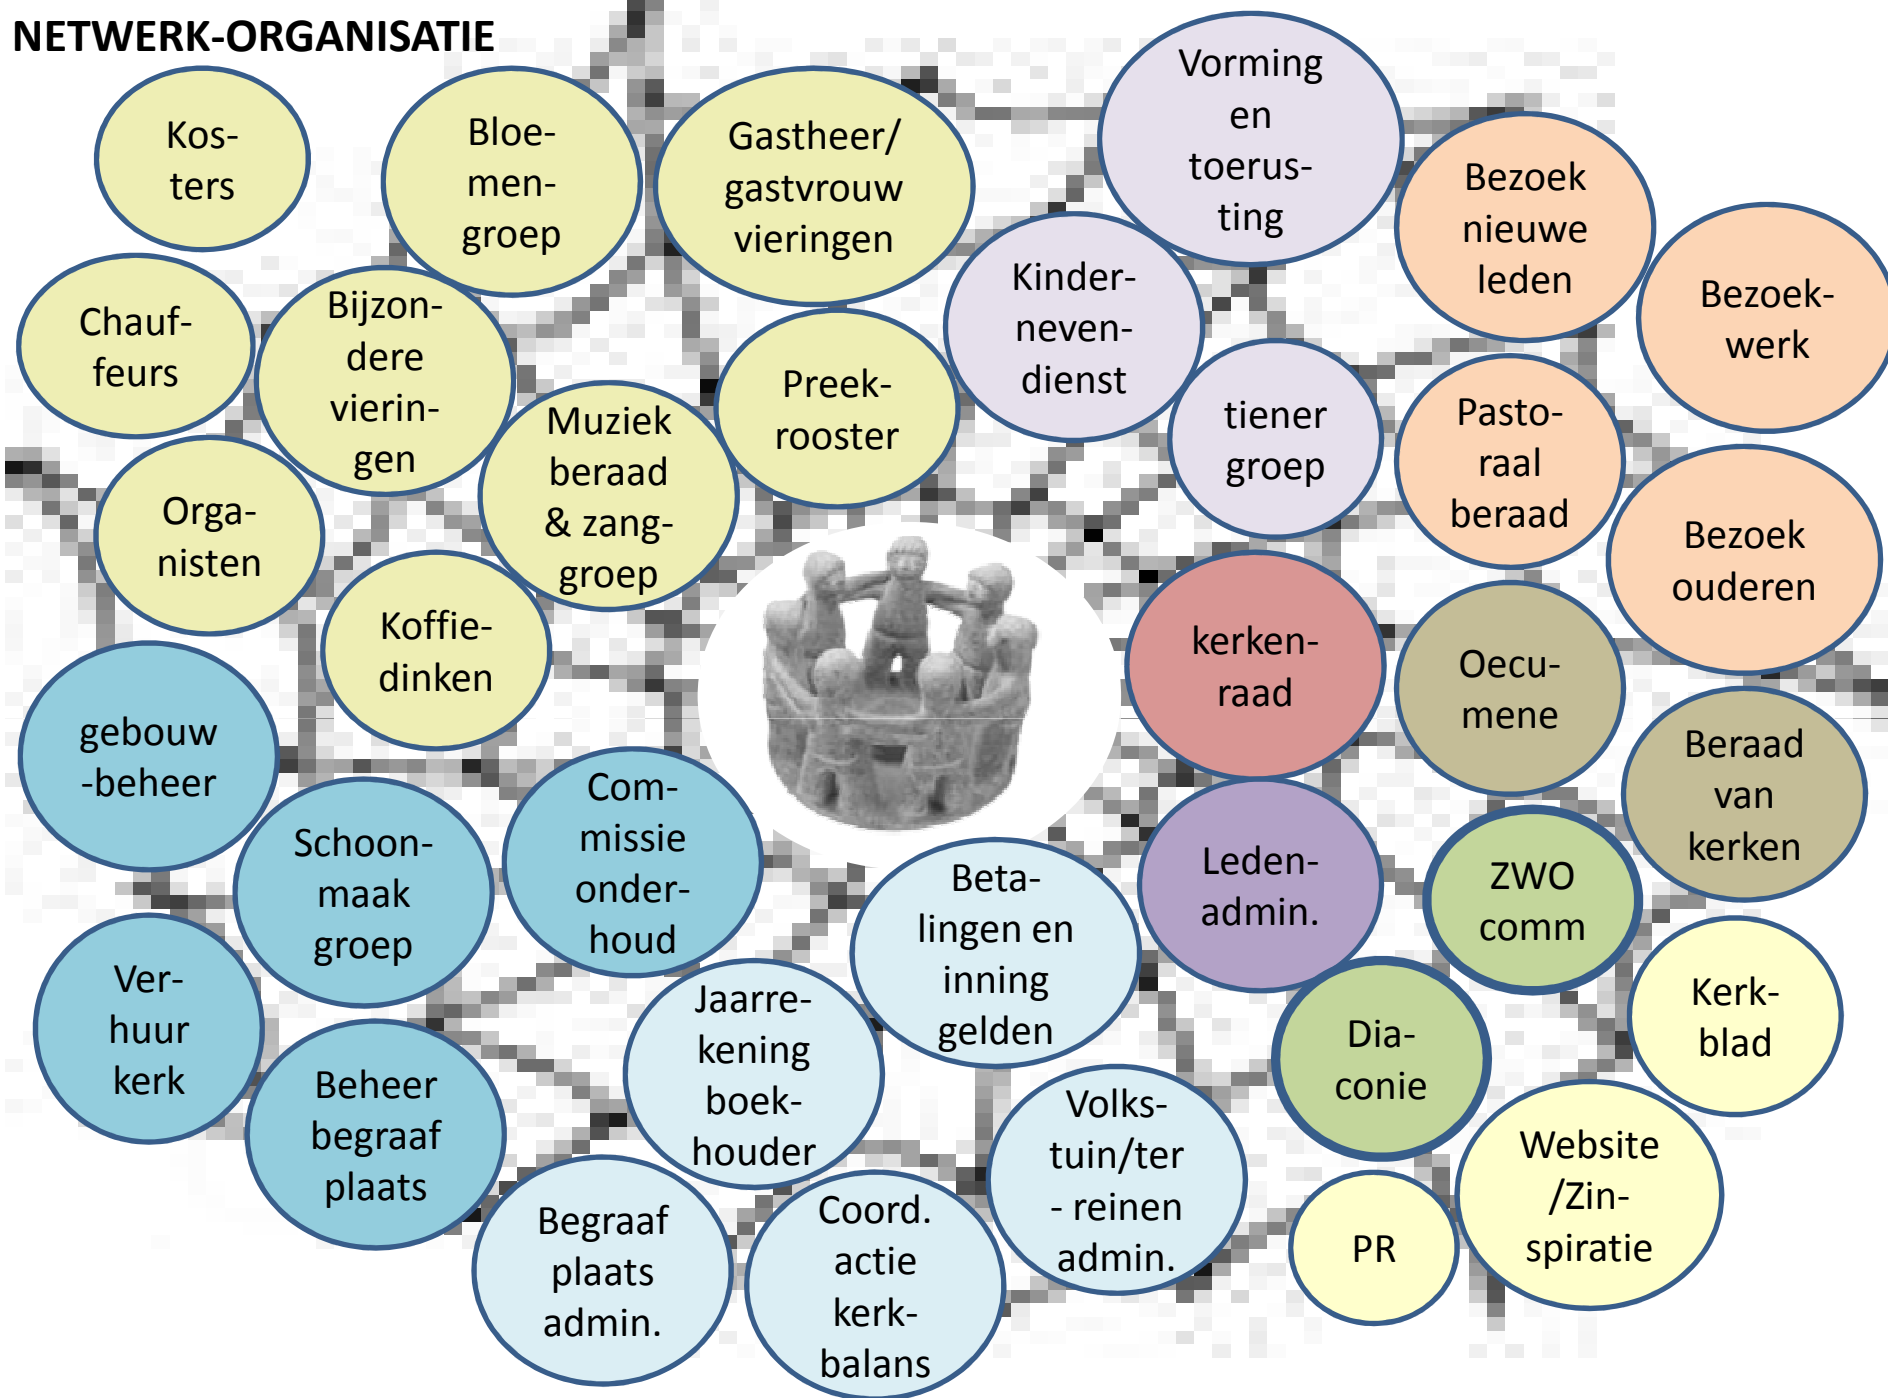 NETWERK-ORGANISATIE
Kos-
ters
Bloe-
men-
groep
Gastheer/
gastvrouw
vieringen
Vorming
en
toerus-
ting
Bezoek
nieuwe
leden
Bezoek-
werk
Chauf-
feurs
Bijzon-
dere
vierin-
gen
Muziek
beraad
& zang-
groep
Preek-
rooster
Kinder-
neven-
dienst
tiener
groep
Pasto-
raal
beraad
Bezoek
ouderen
Orga-
nisten
Koffie-
dinken
kerken-
raad
Oecu-
mene
Beraad
van
kerken
gebouw
-beheer
Schoon-
maak
groep
Com-
missie
onder-
houd
Beta-
lingen en
inning
gelden
Leden-
admin.
ZWO
comm
Kerk-
blad
Ver-
huur
kerk
Beheer
begraaf
plaats
Jaarre-
kening
boek-
houder
Volks-
tuin/ter
- reinen
admin.
Dia-
conie
Website
/Zin-
spiratie
Begraaf
plaats
admin.
Coord.
actie
kerk-
balans
PR